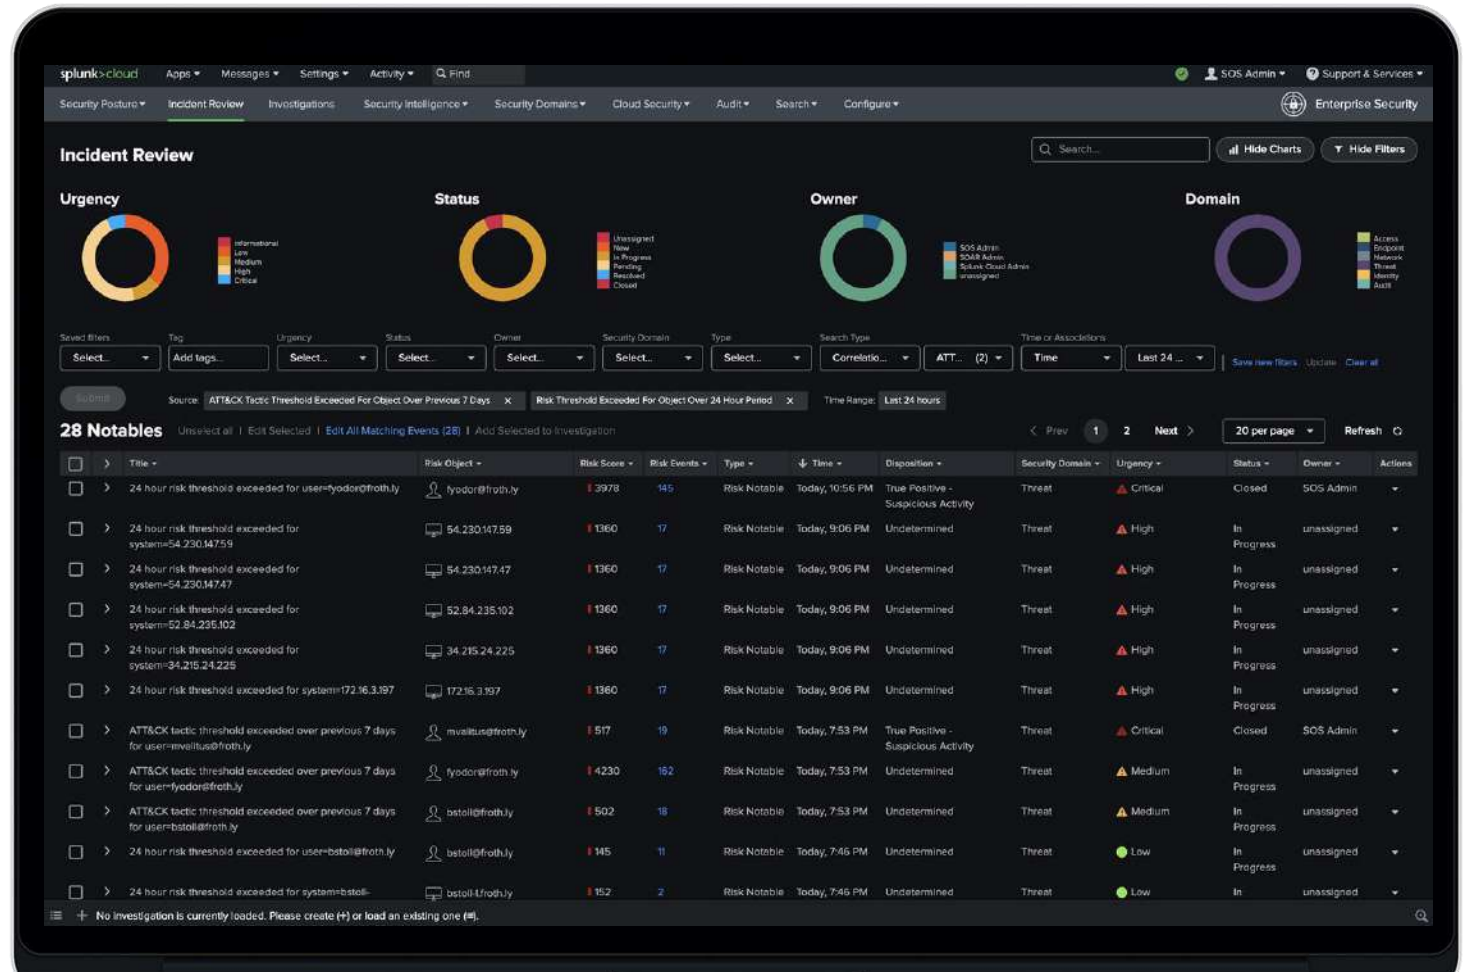 splunk>cloud Apps Messages Settings Activity Find SOS Admin Support & Services
Security Posture Incident Review Investigations Security Intelligence Security Domains Cloud Security Audit Search Configure Enterprise Security
Incident Review Search... Hide Charts Hide Filters
Urgency
Informational
Low
Medium
High
Critical
Status
Unassigned
New
In Progress
Pending
Resolved
Closed
Owner
SOS Admin
SOAR Admin
Splunk Cloud Admin
unassigned
Domain
Access
Endpoint
Network
Threat
Identity
Audit
Saved filters Tag Urgency Status Owner Security Domain Type Search Type Time or Associations
Select... Add tags... Select... Select... Select... Select... Select... Correlatio... ATT... (2) Time Last 24 ... Save new filters Update Clear all
Submit Source: ATT&CK Tactic Threshold Exceeded For Object Over Previous 7 Days x Risk Threshold Exceeded For Object Over 24 Hour Period x Time Range: Last 24 hours
28 Notables Unselect all | Edit Selected | Edit All Matching Events (28) | Add Selected to Investigation < Prev 1 2 Next > 20 per page Refresh
Title Risk Object Risk Score Risk Events Type Time Disposition Security Domain Urgency Status Owner Actions
24 hour risk threshold exceeded for user=fyodor@froth.ly fyodor@froth.ly 3978 145 Risk Notable Today, 10:56 PM True Positive - Suspicious Activity Threat Critical Closed SOS Admin
24 hour risk threshold exceeded for system=54.230.147.59 54.230.147.59 1360 17 Risk Notable Today, 9:06 PM Undetermined Threat High In Progress unassigned
24 hour risk threshold exceeded for system=54.230.147.47 54.230.147.47 1360 17 Risk Notable Today, 9:06 PM Undetermined Threat High In Progress unassigned
24 hour risk threshold exceeded for system=52.84.235.102 52.84.235.102 1360 17 Risk Notable Today, 9:06 PM Undetermined Threat High In Progress unassigned
24 hour risk threshold exceeded for system=34.215.24.225 34.215.24.225 1360 17 Risk Notable Today, 9:06 PM Undetermined Threat High In Progress unassigned
24 hour risk threshold exceeded for system=172.16.3.197 172.16.3.197 1360 17 Risk Notable Today, 9:06 PM Undetermined Threat High In Progress unassigned
ATT&CK tactic threshold exceeded over previous 7 days for user=mvalitus@froth.ly mvalitus@froth.ly 517 19 Risk Notable Today, 7:53 PM True Positive - Suspicious Activity Threat Critical Closed SOS Admin
ATT&CK tactic threshold exceeded over previous 7 days for user=fyodor@froth.ly fyodor@froth.ly 4230 162 Risk Notable Today, 7:53 PM Undetermined Threat Medium In Progress unassigned
ATT&CK tactic threshold exceeded over previous 7 days for user=bstoll@froth.ly bstoll@froth.ly 502 18 Risk Notable Today, 7:53 PM Undetermined Threat Medium In Progress unassigned
24 hour risk threshold exceeded for user=bstoll@froth.ly bstoll@froth.ly 145 11 Risk Notable Today, 7:46 PM Undetermined Threat Low In Progress unassigned
24 hour risk threshold exceeded for system=bstoll- bstoll-l.froth.ly 152 2 Risk Notable Today, 7:46 PM Undetermined Threat Low In unassigned
No investigation is currently loaded. Please create (+) or load an existing one (≡).